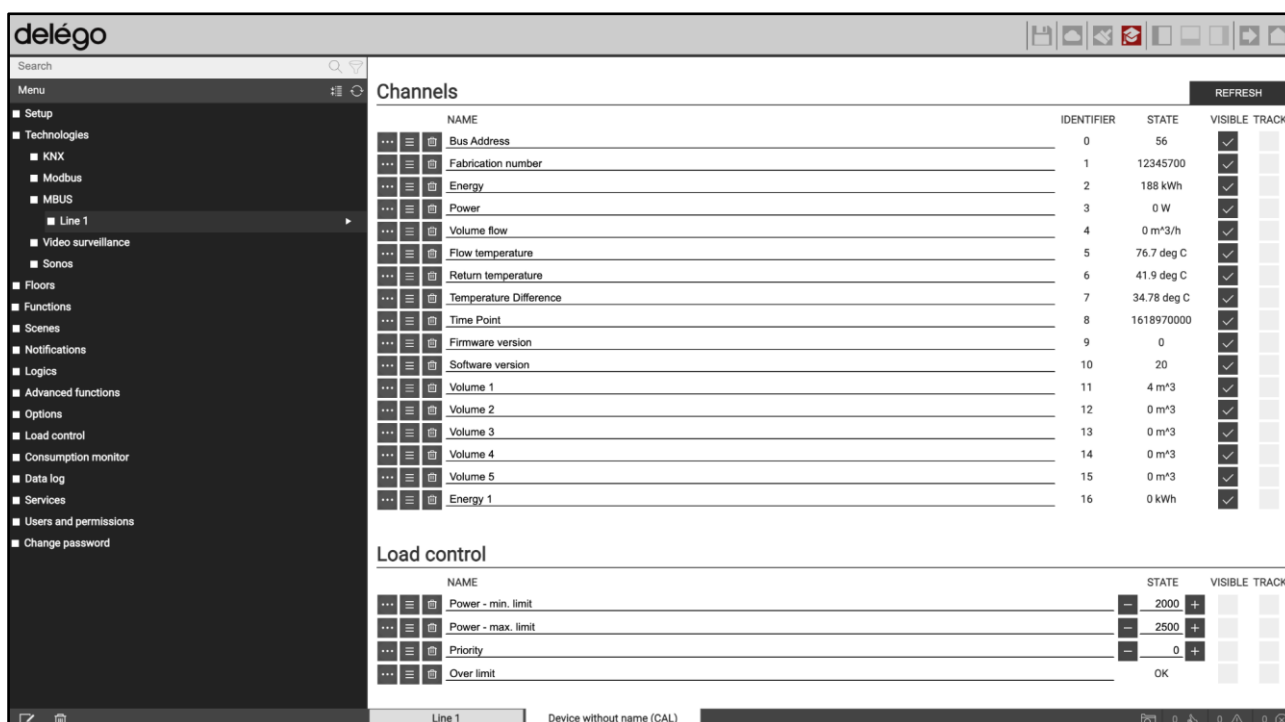 delégo
Search
Menu
Setup
Technologies
KNX
Modbus
MBUS
Line 1
Video surveillance
Sonos
Floors
Functions
Scenes
Notifications
Logics
Advanced functions
Options
Load control
Consumption monitor
Data log
Services
Users and permissions
Change password
Channels REFRESH
NAME IDENTIFIER STATE VISIBLE TRACK
Bus Address 0 56
Fabrication number 1 12345700
Energy 2 188 kWh
Power 3 0 W
Volume flow 4 0 m^3/h
Flow temperature 5 76.7 deg C
Return temperature 6 41.9 deg C
Temperature Difference 7 34.78 deg C
Time Point 8 1618970000
Firmware version 9 0
Software version 10 20
Volume 1 11 4 m^3
Volume 2 12 0 m^3
Volume 3 13 0 m^3
Volume 4 14 0 m^3
Volume 5 15 0 m^3
Energy 1 16 0 kWh
Load control
NAME STATE VISIBLE TRACK
Power - min. limit − 2000 +
Power - max. limit − 2500 +
Priority − 0 +
Over limit OK
Line 1 Device without name (CAL) 0 0 0